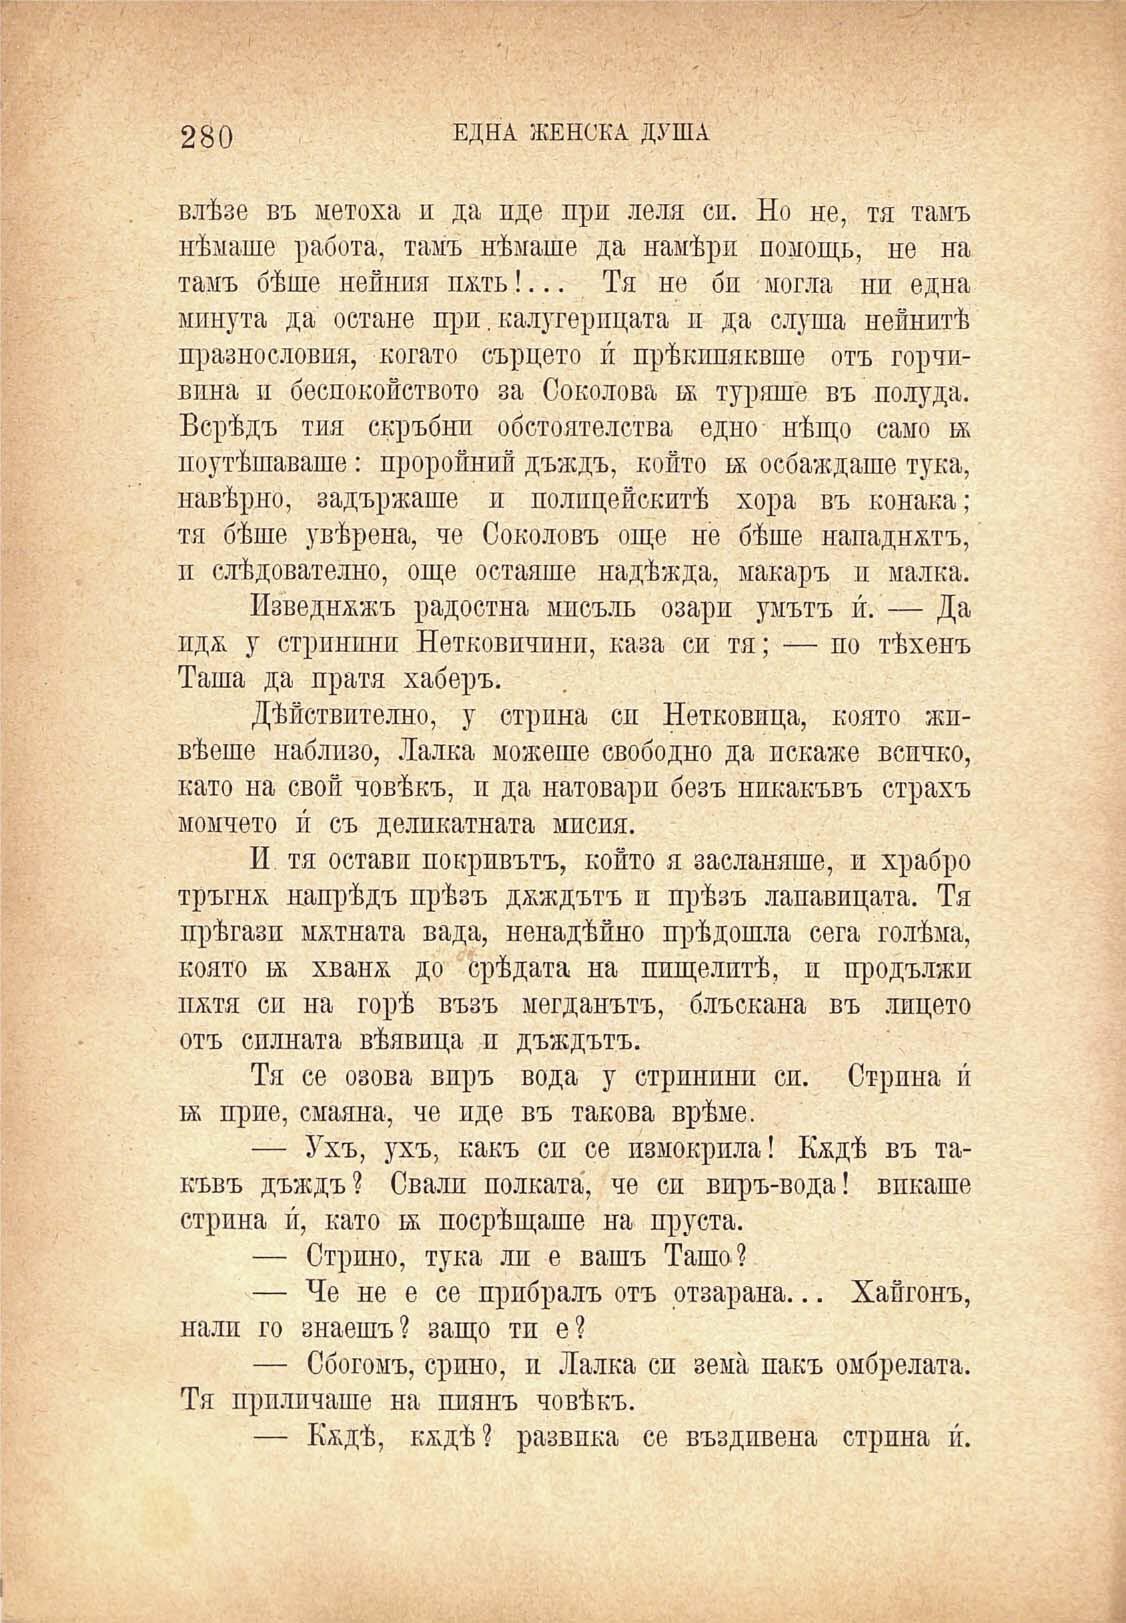 280 ЕДНА ЖЕНСКА ДУША
влѣзе въ метоха и да иде при леля си. Но не, тя тамъ
нѣмаше работа, тамъ нѣмаше да намѣри помощь, не на
тамъ бѣше нейния пѫть!... Тя не би могла ни една
минута да остане при калугерицата и да слуша нейнитѣ
празнословия, когато сърцето ѝ прѣкипяквше отъ горчи-
вина и беспокойството за Соколова ѭ туряше въ полуда.
Всрѣдъ тия скръбни обстоятелства едно нѣщо само ѭ
поутѣшаваше: проройний дъждъ, който ѭ осбаждаше тука,
навѣрно, задържаше и полицейскитѣ хора въ конака;
тя бѣше увѣрена, че Соколовъ още не бѣше нападнѫтъ,
и слѣдователно, още остаяше надѣжда, макаръ и малка.
Изведнѫжъ радостна мисъль озари умътъ ѝ. — Да
идѫ у стринини Нетковичини, каза си тя; — по тѣхенъ
Таша да пратя хаберъ.
Дѣйствително, у стрина си Нетковица, която жи-
вѣеше наблизо, Лалка можеше свободно да искаже всичко,
като на свой човѣкъ, и да натовари безъ никакъвъ страхъ
момчето ѝ съ деликатната мисия.
И тя остави покривътъ, който я засланяше, и храбро
тръгнѫ напрѣдъ прѣзъ дѫждътъ и прѣзъ лапавицата. Тя
прѣгази мѫтната вада, ненадѣйно прѣдошла сега голѣма,
която ѭ хванѫ до срѣдата на пищелитѣ, и продължи
пѫтя си на горѣ възъ мегданътъ, блъскана въ лицето
отъ силната вѣявица и дъждътъ.
Тя се озова виръ вода у стринини си. Стрина ѝ
ѭ прие, смаяна, че иде въ такова врѣме.
— Ухъ, ухъ, какъ си се измокрила! Кѫдѣ въ та-
къвъ дъждъ? Свали полката, че си виръ-вода! викаше
стрина ѝ, като ѭ посрѣщаше на пруста.
— Стрино, тука ли е вашъ Ташо?
— Че не е се прибралъ отъ отзарана... Хайгонъ,
нали го знаешъ? защо ти е?
— Сбогомъ, срино, и Лалка си земà пакъ омбрелата.
Тя приличаше на пиянъ човѣкъ.
— Кѫдѣ, кѫдѣ? развика се въздивена стрина ѝ.